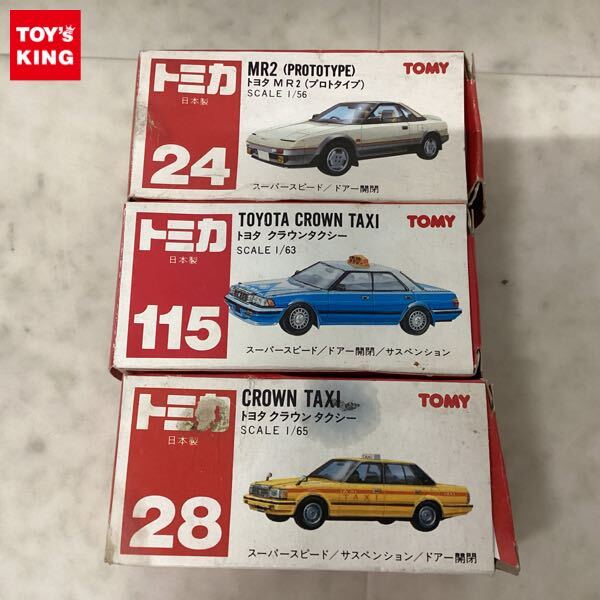 TOY'S
KING
トミカ
日本製
24
MR2 (PROTOTYPE)
トヨタ MR2 (プロトタイプ)
SCALE 1/56
TOMY
スーパースピード/ドアー開閉
トミカ
日本製
115
TOYOTA CROWN TAXI
トヨタ クラウンタクシー
SCALE 1/63
TOMY
スーパースピード/ドアー開閉/サスペンション
トミカ
日本製
28
CROWN TAXI
トヨタ クラウンタクシー
SCALE 1/65
TOMY
TAXI
TAXI
スーパースピード/サスペンション/ドアー開閉